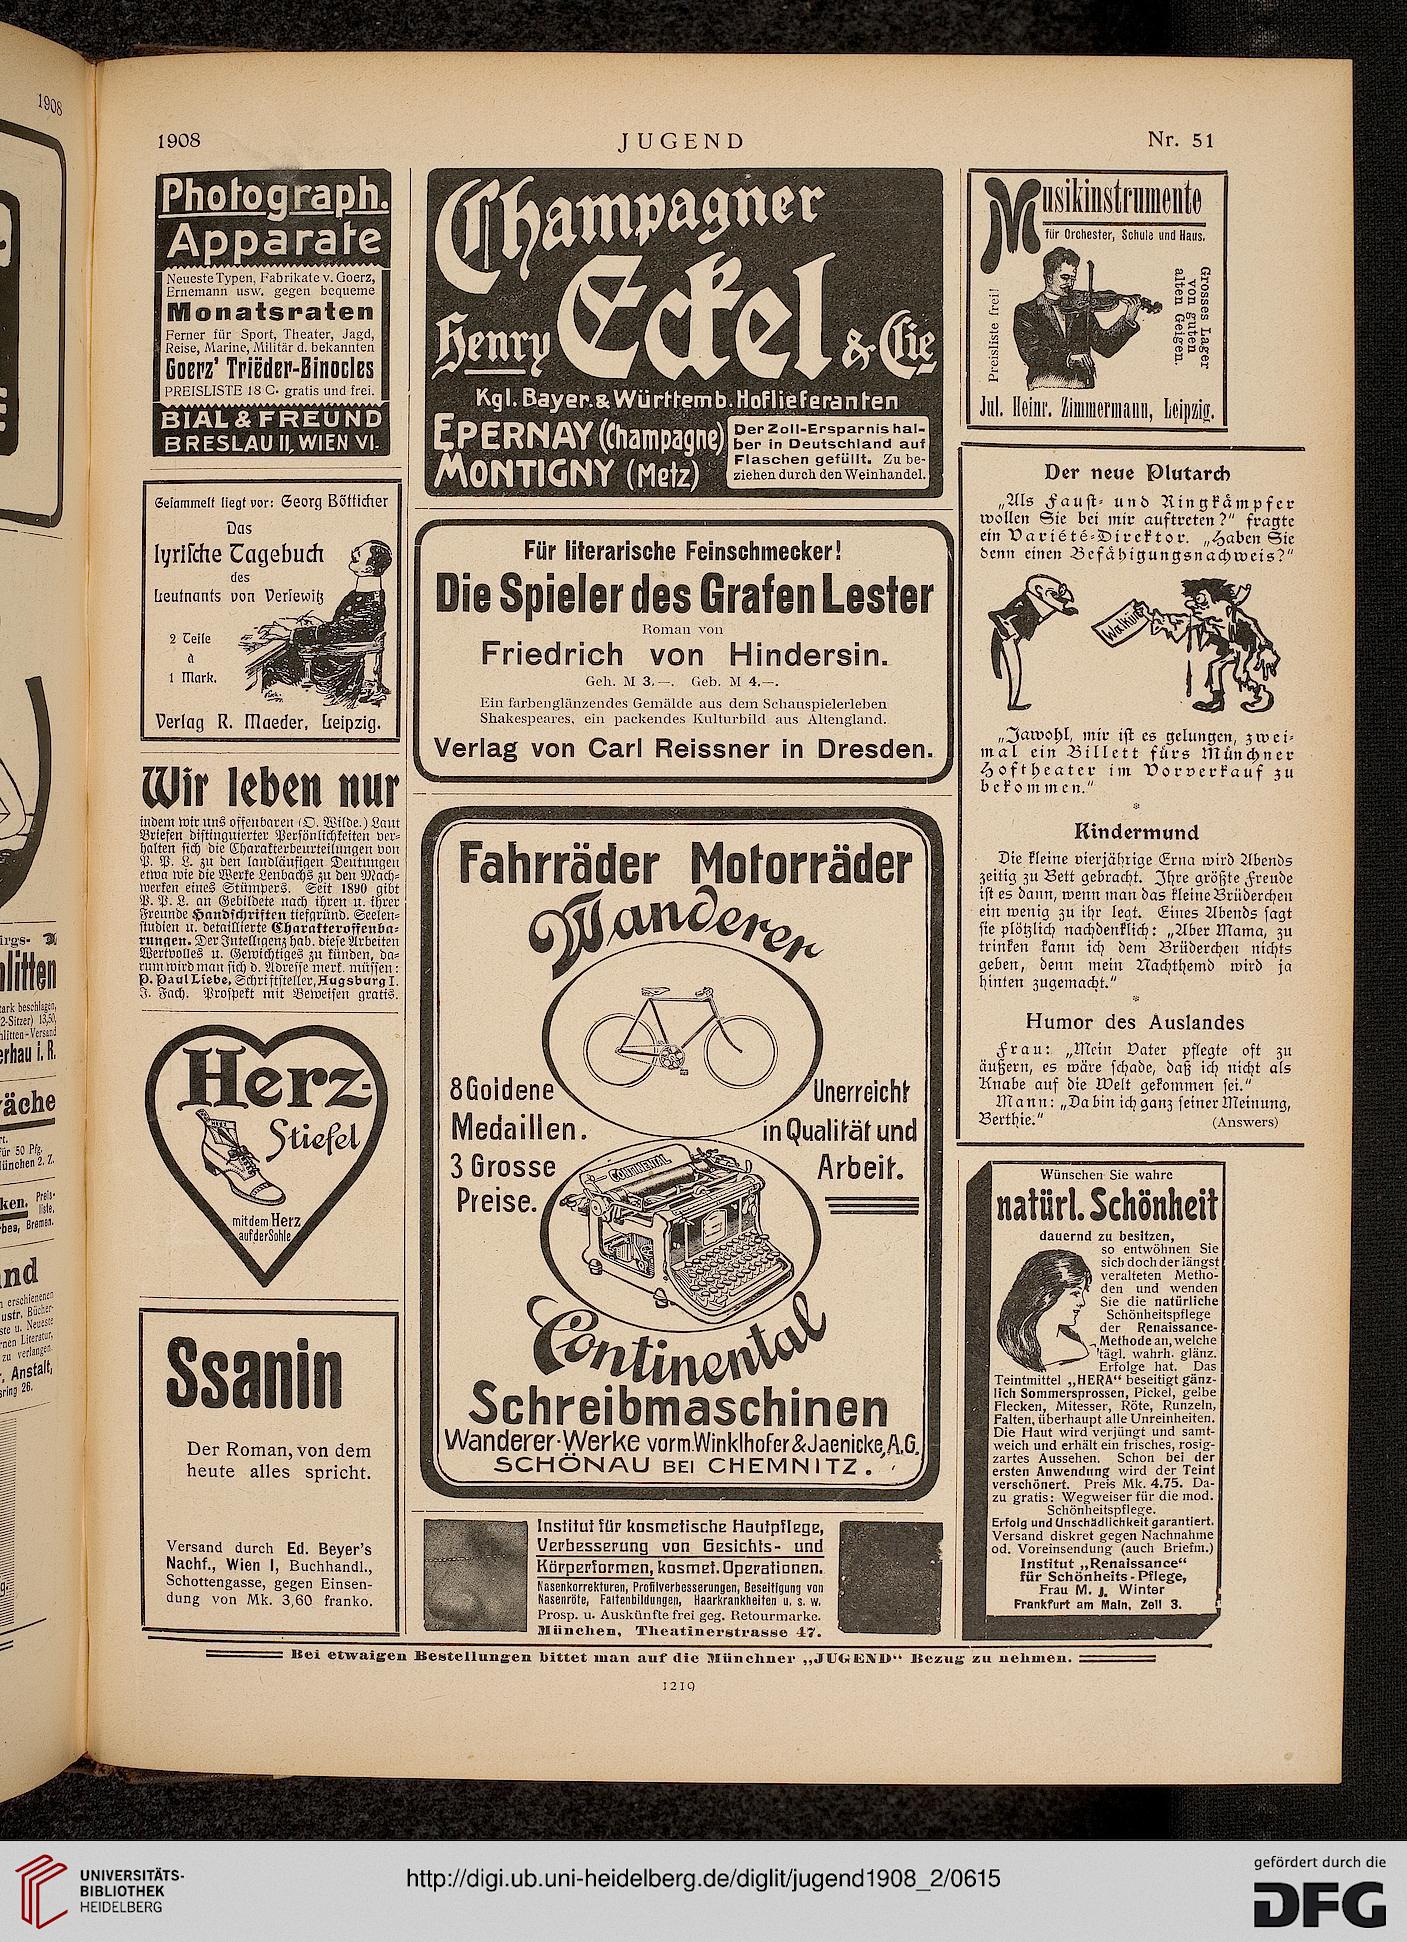 1908
JUGEND
Nr. 51
Photograph.
Apparate
Neueste Typen, Fabrikate v. Goerz,
Ernemann usw. gegen bequeme
Monatsraten
Ferner für Sport, Theater, Jagd,
Reise, Marine, Militär d. bekannten
Goerz' Triëder-Binocles
PREISLISTE 18 C. gratis und frei.
BIAL & FREUND
BRESLAU II, WIEN VI.
Gesammelt liegt vor: Georg Bötticher
Das
lyrische Tagebuch
des
Leutnants von Versewitz
2 Teile
à
1 Mark.
Verlag R. Maeder, Leipzig.
Wir leben nur
indem wir uns offenbaren (O. Wilde.) Laut
Briefen distinguierter Persönlichkeiten ver-
halten sich die Charakterbeurteilungen von
P. P. L. zu den landläufigen Deutungen
etwa wie die Werke Lenbachs zu den Mach-
werken eines Stümpers. Seit 1890 gibt
P. P. L. an Gebildete nach ihren u. ihrer
Freunde Handschriften tiefgründ. Seelen-
studien u. detaillierte Charakteroffenba-
rungen. Der Intelligenz hab. diese Arbeiten
Wertvolles u. Gewichtiges zu künden, da-
rum wird man sich d. Adresse merk. müssen:
P. Paul Liebe, Schriftsteller, Augsburg I.
J. Fach. Prospekt mit Beweisen gratis.
Herz-
Stiefel
mit dem Herz
auf der Sohle
Ssanin
Der Roman, von dem
heute alles spricht.
Versand durch Ed. Beyer's
Nachf., Wien I, Buchhandl.,
Schottengasse, gegen Einsen-
dung von Mk. 3,60 franko.
Champagner
Henry Eckel & Cie
Kgl. Bayer. & Württemb. Hoflieferanten
EPERNAY (Champagne)
MONTIGNY (Metz)
Der Zoll-Ersparnis hal-
ber in Deutschland auf
Flaschen gefüllt. Zu be-
ziehen durch den Weinhandel.
Für literarische Feinschmecker!
Die Spieler des Grafen Lester
Roman von
Friedrich von Hindersin.
Geh. M 3.—. Geb. M 4.—.
Ein farbenglänzendes Gemälde aus dem Schauspielerleben
Shakespeares, ein packendes Kulturbild aus Altengland.
Verlag von Carl Reissner in Dresden.
Fahrräder Motorräder
Wanderer
8 Goldene
Medaillen.
3 Grosse
Preise.
Unerreicht
in Qualität und
Arbeit.
CONTINENTAL
Continental
Schreibmaschinen
Wanderer-Werke vorm. Winklhofer & Jaenicke, A.G.
SCHÖNAU BEI CHEMNITZ.
Institut für kosmetische Hautpflege,
Verbesserung von Gesichts- und
Körperformen, kosmet. Operationen.
Nasenkorrekturen, Profilverbesserungen, Beseitigung von
Nasenröte, Faltenbildungen, Haarkrankheiten u. s. w.
Prosp. u. Auskünfte frei geg. Retourmarke.
München, Theatinerstrasse 47.
Musikinstrumente
für Orchester, Schule und Haus.
Preisliste frei!
Grosses Lager
von guten
alten Geigen.
Jul. Heinr. Zimmermann, Leipzig.
Der neue Plutarch
„Als Faust- und Ringkämpfer
wollen Sie bei mir auftreten?" fragte
ein Variété-Direktor. „Haben Sie
denn einen Befähigungsnachweis?"
Walküre
„Jawohl, mir ist es gelungen, zwei-
mal ein Billett fürs Münchner
Hoftheater im Vorverkauf zu
bekommen."
*
Kindermund
Die kleine vierjährige Erna wird Abends
zeitig zu Bett gebracht. Ihre größte Freude
ist es dann, wenn man das kleine Brüderchen
ein wenig zu ihr legt. Eines Abends sagt
sie plötzlich nachdenklich: „Aber Mama, zu
trinken kann ich dem Brüderchen nichts
geben, denn mein Nachthemd wird ja
hinten zugemacht."
*
Humor des Auslandes
Frau: „Mein Vater pflegte oft zu
äußern, es wäre schade, daß ich nicht als
Knabe auf die Welt gekommen sei."
Mann: „Da bin ich ganz seiner Meinung,
Berthie."
(Answers)
Wünschen Sie wahre
natürl. Schönheit
dauernd zu besitzen,
so entwöhnen Sie
sich doch der längst
veralteten Metho-
den und wenden
Sie die natürliche
Schönheitspflege
der Renaissance-
Methode an, welche
tägl. wahrh. glänz.
Erfolge hat. Das
Teintmittel „HERA" beseitigt gänz-
lich Sommersprossen, Pickel, gelbe
Flecken, Mitesser, Röte, Runzeln,
Falten, überhaupt alle Unreinheiten.
Die Haut wird verjüngt und samt-
weich und erhält ein frisches, rosig-
zartes Aussehen. Schon bei der
ersten Anwendung wird der Teint
verschönert. Preis Mk. 4.75. Da-
zu gratis: Wegweiser für die mod.
Schönheitspflege.
Erfolg und Unschädlichkeit garantiert.
Versand diskret gegen Nachnahme
od. Voreinsendung (auch Briefm.)
Institut „Renaissance"
für Schönheits-Pflege,
Frau M. J. Winter
Frankfurt am Main, Zeil 3.
Bei etwaigen Bestellungen bittet man auf die Münchner „JUGEND" Bezug zu nehmen.
1219
1908
UNIVERSITÄTS-
BIBLIOTHEK
HEIDELBERG
http://digi.ub.uni-heidelberg.de/diglit/jugend1908_2/0615
gefördert durch die
DFG